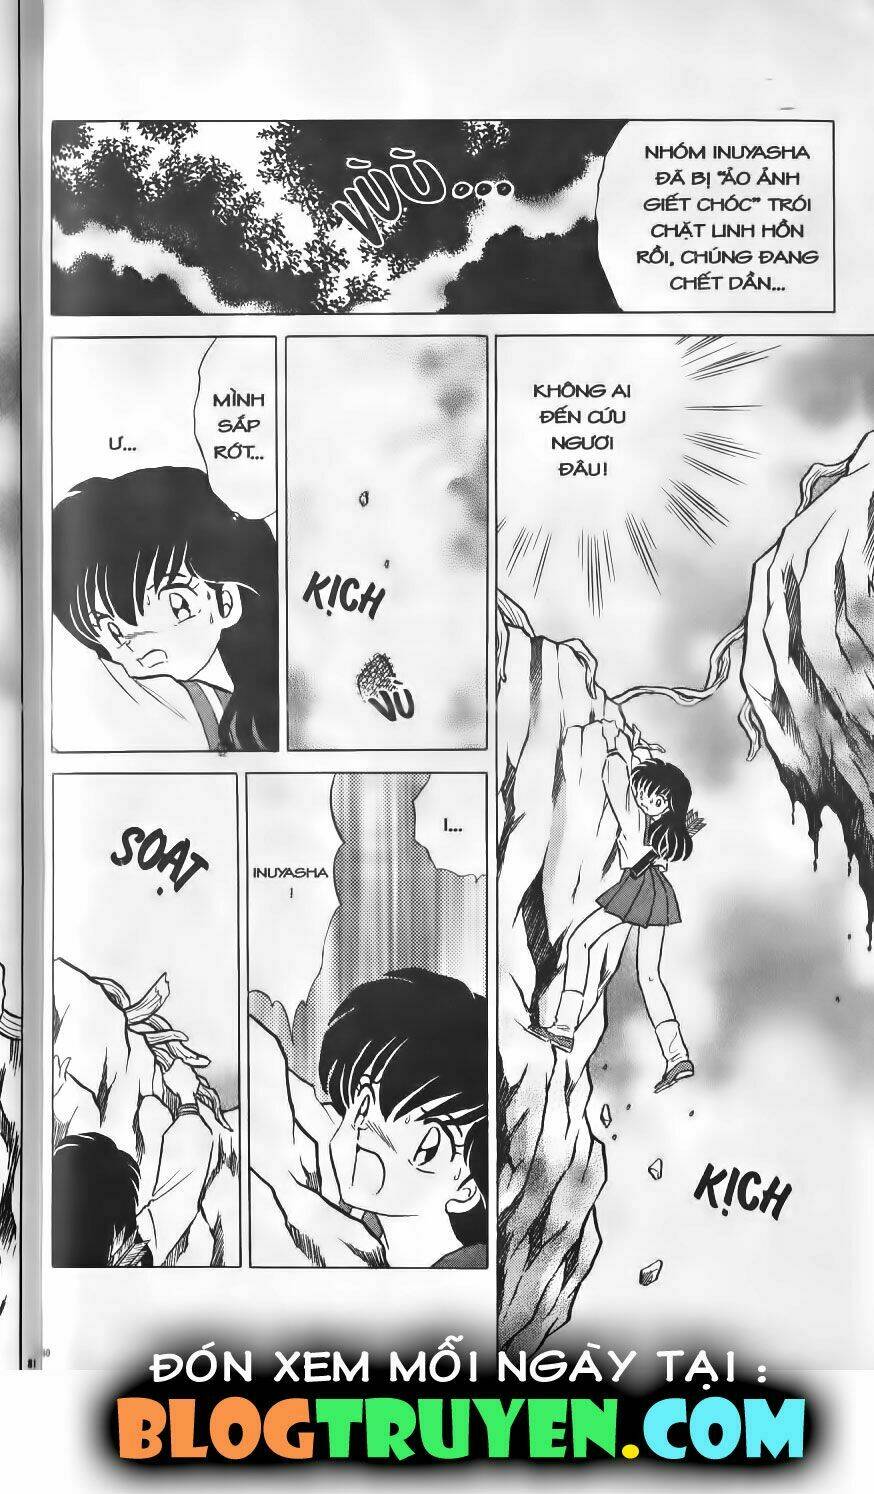 NHÓM INUYASHA
ĐÃ BỊ "ẢO ẢNH
GIẾT CHÓC" TRÓI
CHẶT LINH HỒN
RỒI, CHÚNG ĐANG
CHẾT DẦN...
VÙÙ...
KHÔNG AI
ĐẾN CỨU
NGƯƠI
ĐÂU!
KỊCH
KỊCH
VÙ
MÌNH
SẮP
RỚT...
Ư...
I...
INUYASHA
!
SOẠT
81
ĐÓN XEM MỖI NGÀY TẠI :
BLOGTRUYEN.COM